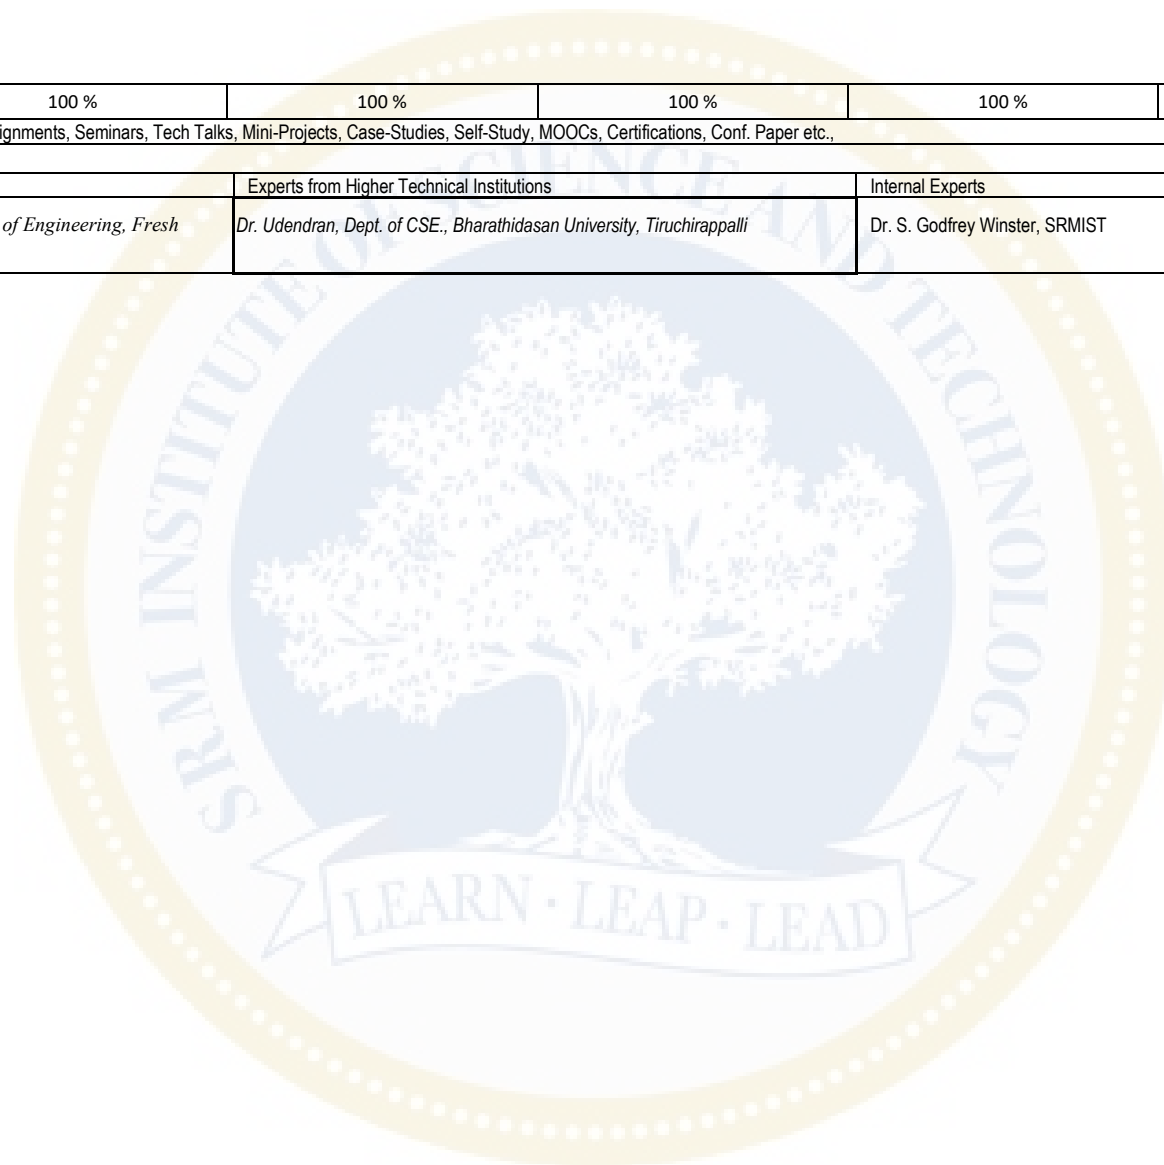 100 % 100 % 100 % 100 %
ignments, Seminars, Tech Talks, Mini-Projects, Case-Studies, Self-Study, MOOCs, Certifications, Conf. Paper etc.,
Experts from Higher Technical Institutions Internal Experts
of Engineering, Fresh Dr. Udendran, Dept. of CSE., Bharathidasan University, Tiruchirappalli Dr. S. Godfrey Winster, SRMIST
SRM INSTITUTE OF SCIENCE AND TECHNOLOGY
LEARN · LEAP · LEAD